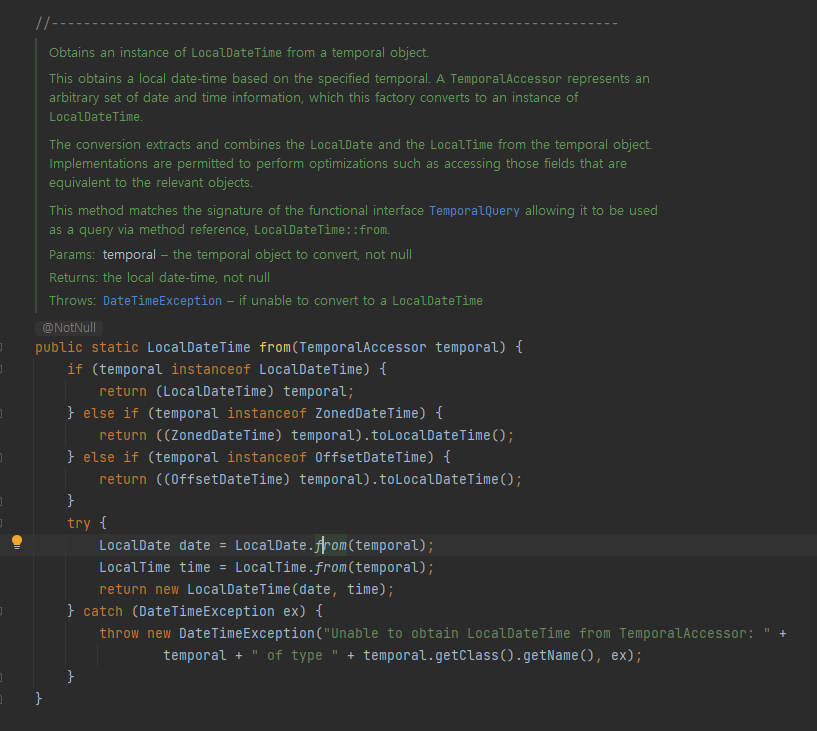 //-----------------------------------------------------------------------
Obtains an instance of LocalDateTime from a temporal object.
This obtains a local date-time based on the specified temporal. A TemporalAccessor represents an
arbitrary set of date and time information, which this factory converts to an instance of
LocalDateTime.
The conversion extracts and combines the LocalDate and the LocalTime from the temporal object.
Implementations are permitted to perform optimizations such as accessing those fields that are
equivalent to the relevant objects.
This method matches the signature of the functional interface TemporalQuery allowing it to be used
as a query via method reference, LocalDateTime::from.
Params: temporal – the temporal object to convert, not null
Returns: the local date-time, not null
Throws: DateTimeException – if unable to convert to a LocalDateTime
@NotNull
public static LocalDateTime from(TemporalAccessor temporal) {
    if (temporal instanceof LocalDateTime) {
        return (LocalDateTime) temporal;
    } else if (temporal instanceof ZonedDateTime) {
        return ((ZonedDateTime) temporal).toLocalDateTime();
    } else if (temporal instanceof OffsetDateTime) {
        return ((OffsetDateTime) temporal).toLocalDateTime();
    }
    try {
        LocalDate date = LocalDate.from(temporal);
        LocalTime time = LocalTime.from(temporal);
        return new LocalDateTime(date, time);
    } catch (DateTimeException ex) {
        throw new DateTimeException("Unable to obtain LocalDateTime from TemporalAccessor: " +
                temporal + " of type " + temporal.getClass().getName(), ex);
    }
}